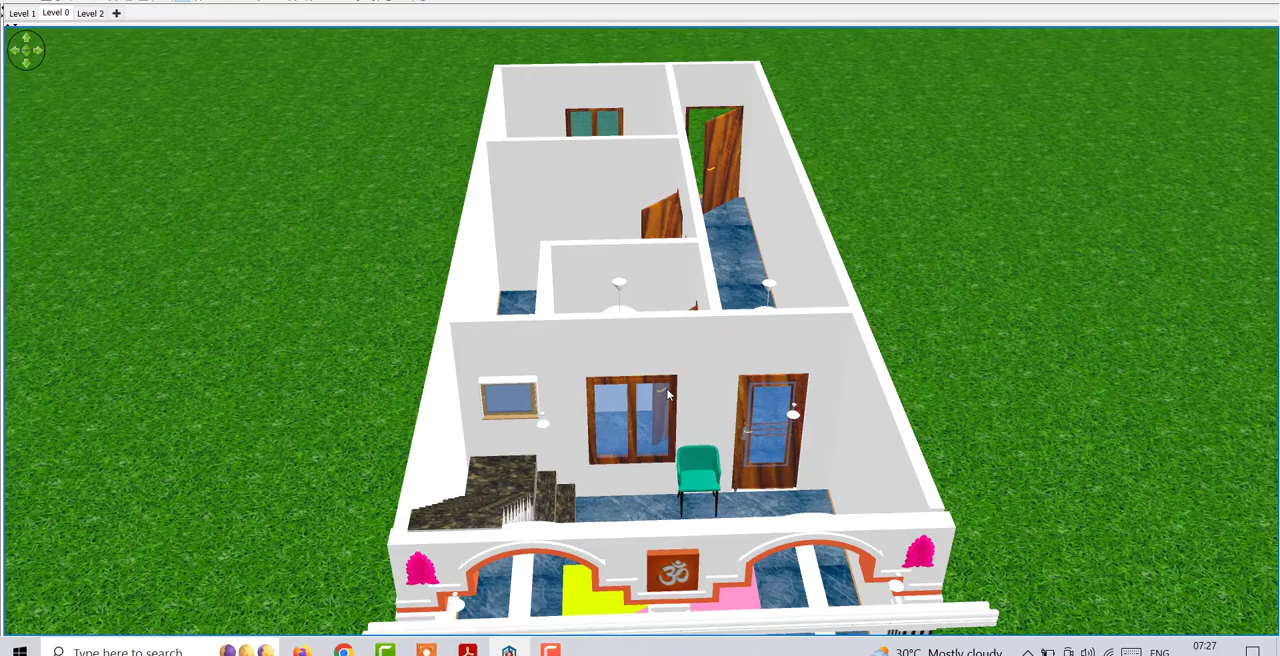 Level 1 Level 0 Level 2
ॐ
Type here to search
30°C Mostly cloudy
ENG
07:27